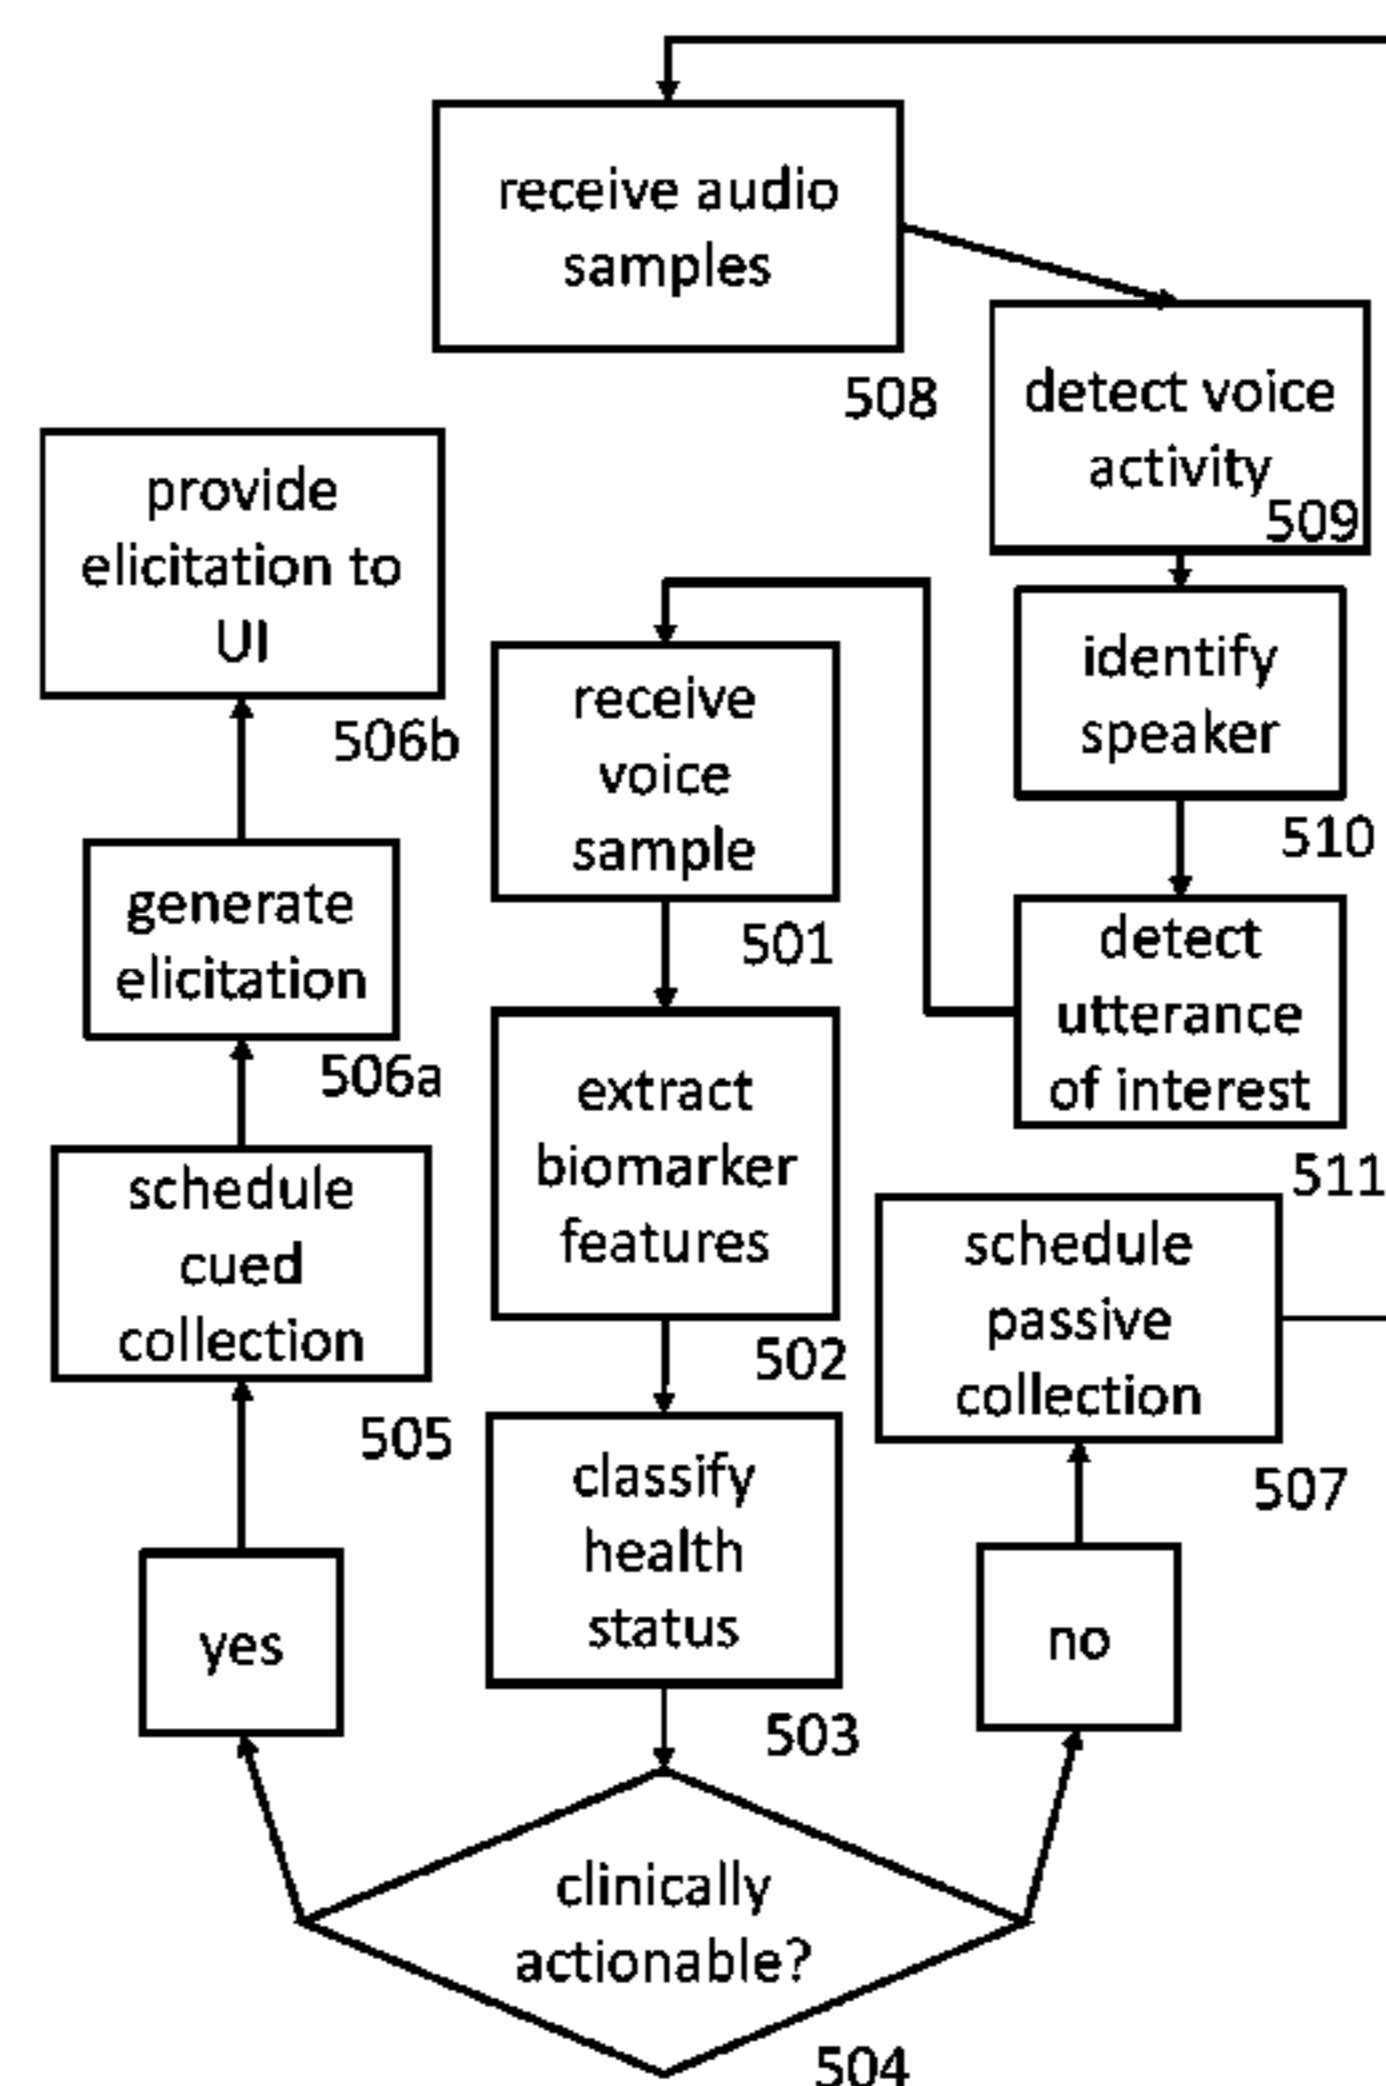 receive audio
samples
508
detect voice
activity
509
provide
elicitation to
UI
506b
identify
speaker
510
receive
voice
sample
501
generate
elicitation
506a
detect
utterance
of interest
511
extract
biomarker
features
502
schedule
cued
collection
505
schedule
passive
collection
507
classify
health
status
503
yes
no
clinically
actionable?
504